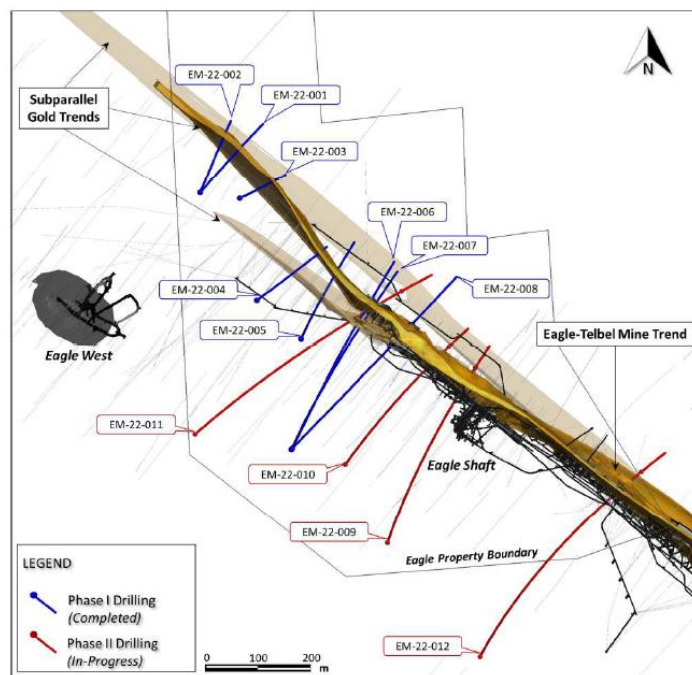 EM-22-002
EM-22-001
N
Subparallel
Gold Trends
EM-22-003
EM-22-006
EM-22-007
EM-22-008
EM-22-004
EM-22-005
Eagle-Telbel Mine Trend
Eagle West
EM-22-011
EM-22-010
Eagle Shaft
EM-22-009
Eagle Property Boundary
LEGEND
Phase I Drilling
(Completed)
Phase II Drilling
(In-Progress)
0 100 200
m
EM-22-012